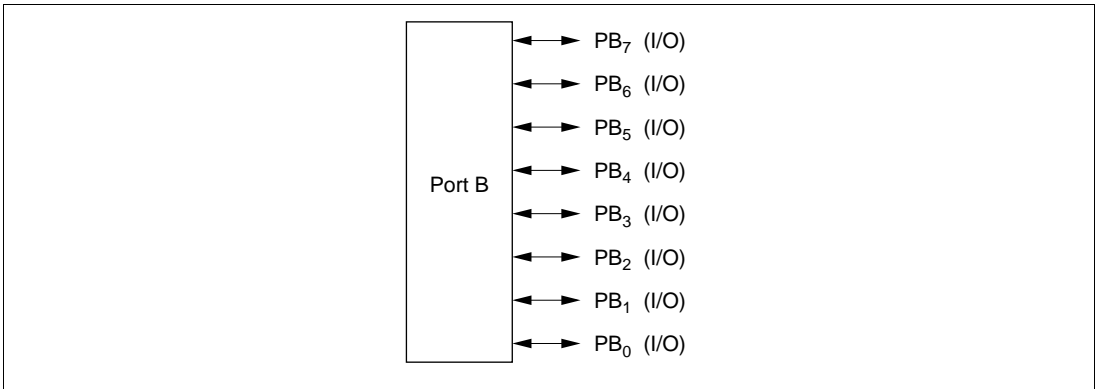 PB₇ (I/O)
PB₆ (I/O)
PB₅ (I/O)
PB₄ (I/O)
Port B
PB₃ (I/O)
PB₂ (I/O)
PB₁ (I/O)
PB₀ (I/O)